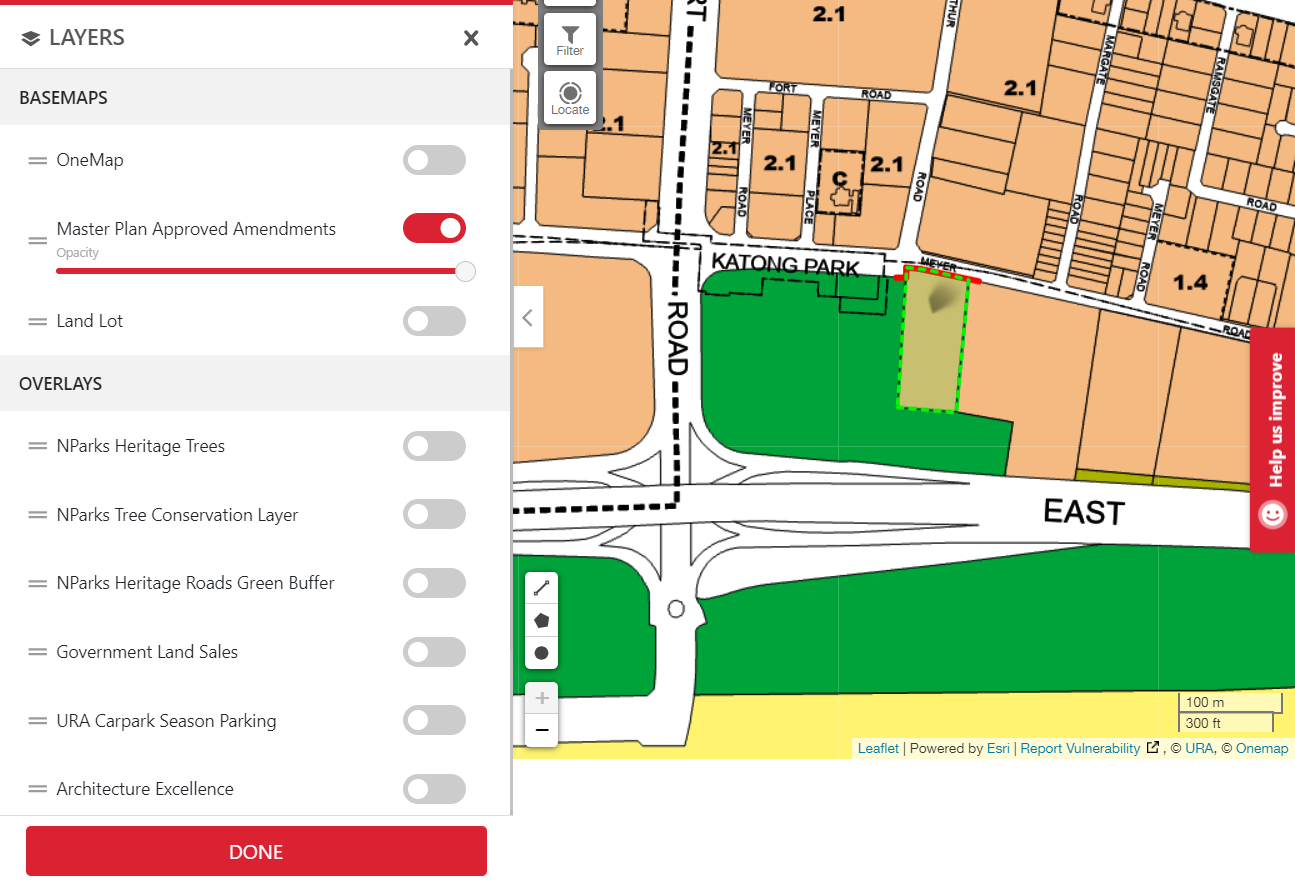 LAYERS
BASEMAPS
OneMap
Master Plan Approved Amendments
Opacity
Land Lot
OVERLAYS
NParks Heritage Trees
NParks Tree Conservation Layer
NParks Heritage Roads Green Buffer
Government Land Sales
URA Carpark Season Parking
Architecture Excellence
DONE
Filter
Locate
RT
2.1
THUR
2.1
MARGATE
RAMSGATE
FORT
ROAD
.1
MEYER
MEYER
2.1
2.1
2.1
C
ROAD
PLACE
ROAD
ROAD
MEYER
ROAD
ROAD
KATONG PARK
MEYER
1.4
ROAD
ROAD
EAST
Help us improve
+
−
100 m
300 ft
Leaflet | Powered by Esri | Report Vulnerability , © URA, © Onemap